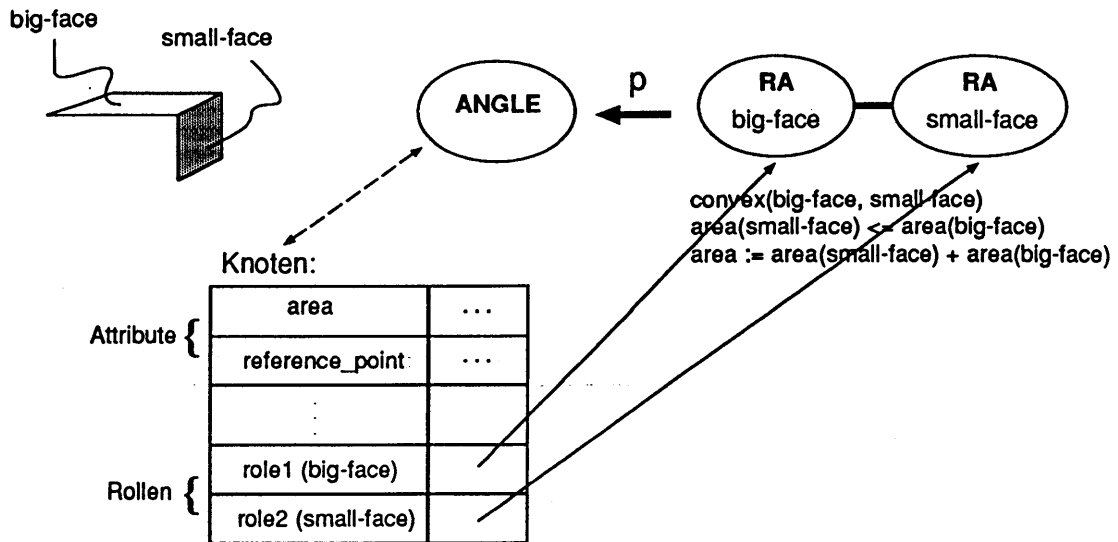 big-face
small-face
ANGLE
p
RA
big-face
RA
small-face
convex(big-face, small-face)
area(small-face) <= area(big-face)
area := area(small-face) + area(big-face)
Knoten:
Attribute {
area
...
reference_point
...
Rollen {
role1 (big-face)
role2 (small-face)